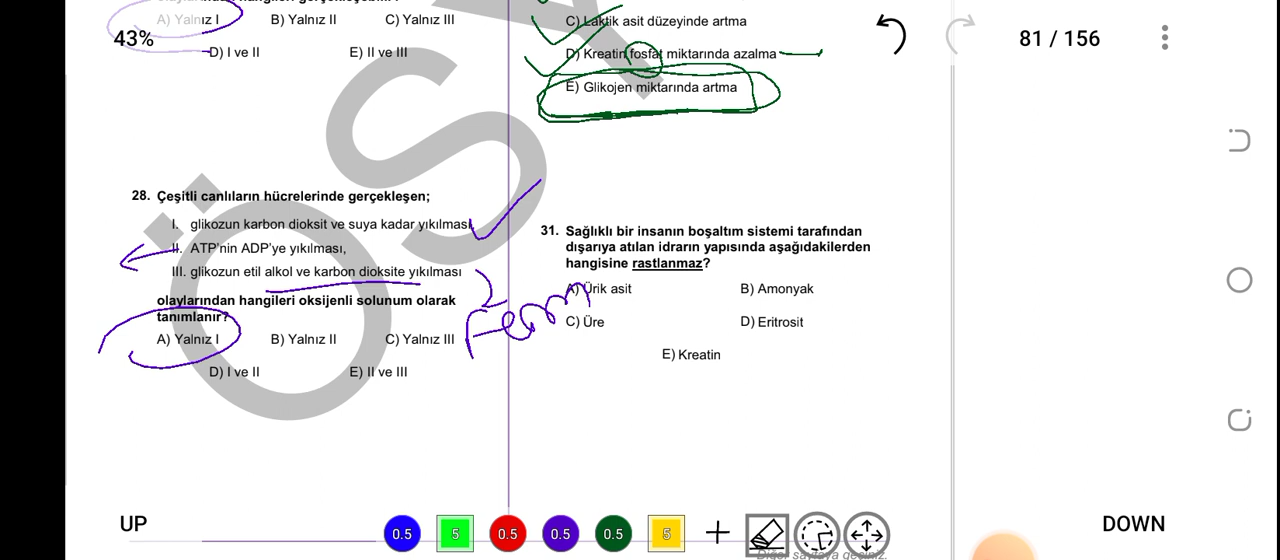 A) Yalnız I
B) Yalnız II
C) Yalnız III
D) I ve II
E) II ve III
43%
C) Laktik asit düzeyinde artma
D) Kreatin fosfat miktarında azalma
E) Glikojen miktarında artma
81 / 156
ÖSY
28. Çeşitli canlıların hücrelerinde gerçekleşen;
I. glikozun karbon dioksit ve suya kadar yıkılması
II. ATP'nin ADP'ye yıkılması,
III. glikozun etil alkol ve karbon dioksite yıkılması
olaylarından hangileri oksijenli solunum olarak
tanımlanır?
A) Yalnız I
B) Yalnız II
C) Yalnız III
D) I ve II
E) II ve III
Ferm
31. Sağlıklı bir insanın boşaltım sistemi tarafından
dışarıya atılan idrarın yapısında aşağıdakilerden
hangisine rastlanmaz?
A) Ürik asit
B) Amonyak
C) Üre
D) Eritrosit
E) Kreatin
UP
0.5
5
0.5
0.5
0.5
5
DOWN
Diğer sayfaya geçiniz.